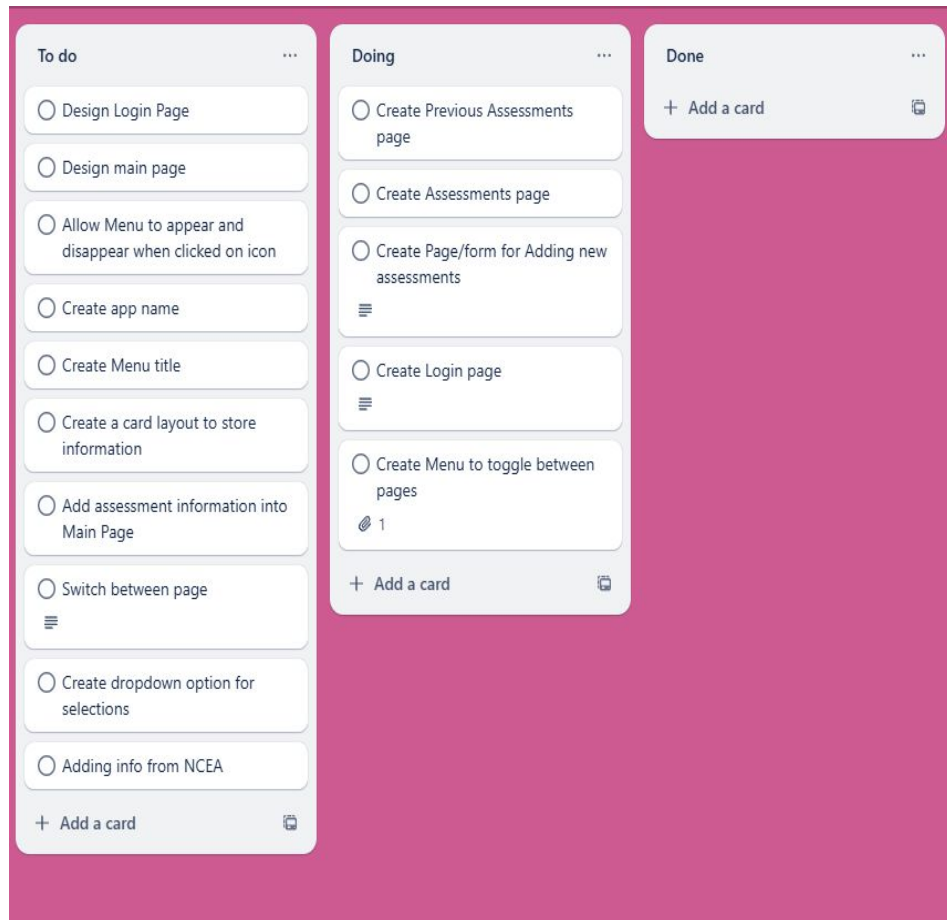 To do
Design Login Page
Design main page
Allow Menu to appear and
disappear when clicked on icon
Create app name
Create Menu title
Create a card layout to store
information
Add assessment information into
Main Page
Switch between page
Create dropdown option for
selections
Adding info from NCEA
+ Add a card
Doing
Create Previous Assessments
page
Create Assessments page
Create Page/form for Adding new
assessments
Create Login page
Create Menu to toggle between
pages
1
+ Add a card
Done
+ Add a card